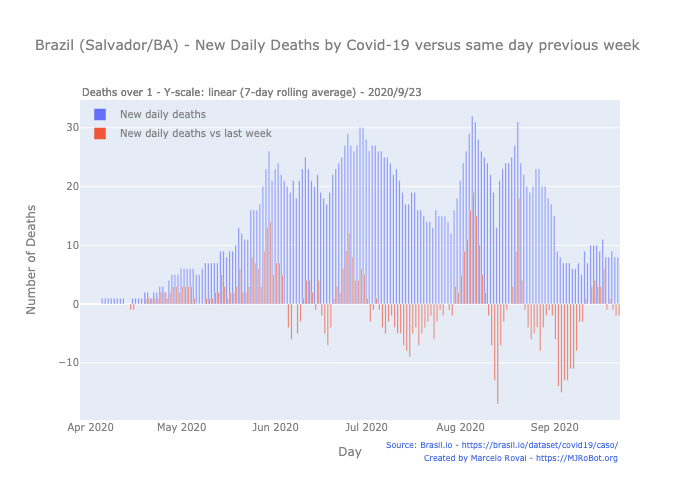 Brazil (Salvador/BA) - New Daily Deaths by Covid-19 versus same day previous week
Deaths over 1 - Y-scale: linear (7-day rolling average) - 2020/9/23
New daily deaths
New daily deaths vs last week
30
20
10
0
−10
Number of Deaths
Apr 2020
May 2020
Jun 2020
Jul 2020
Aug 2020
Sep 2020
Day
Source: Brasil.io - https://brasil.io/dataset/covid19/caso/
Created by Marcelo Rovai - https://MJRoBot.org